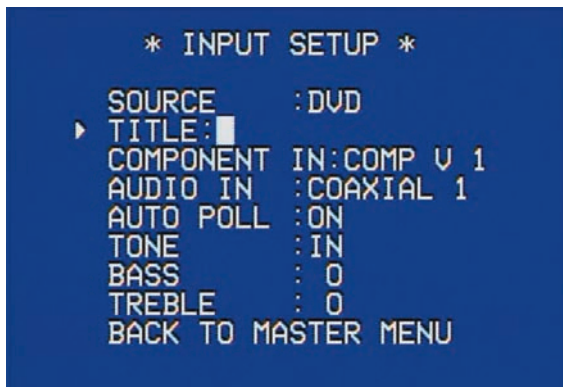 * INPUT SETUP *
SOURCE :DVD
TITLE:
COMPONENT IN:COMP V 1
AUDIO IN :COAXIAL 1
AUTO POLL :ON
TONE :IN
BASS : 0
TREBLE : 0
BACK TO MASTER MENU